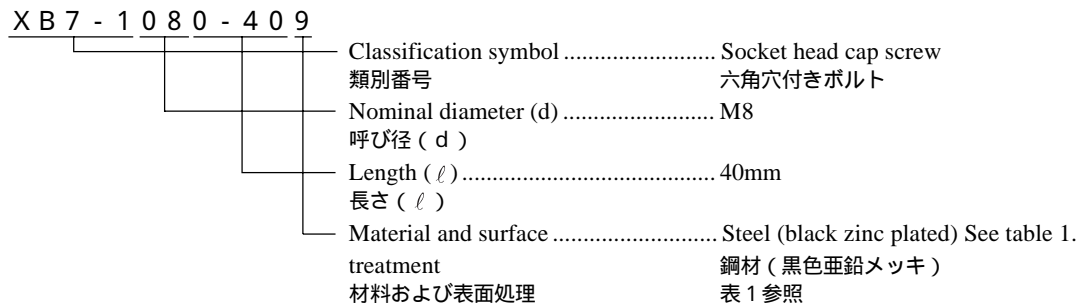 XB7-1080-409
Classification symbol ........................ Socket head cap screw
類別番号 六角穴付きボルト
Nominal diameter (d) ........................ M8
呼び径(d)
Length (ℓ) ........................................ 40mm
長さ(ℓ)
Material and surface .......................... Steel (black zinc plated) See table 1.
treatment 鋼材(黒色亜鉛メッキ)
材料および表面処理 表1参照